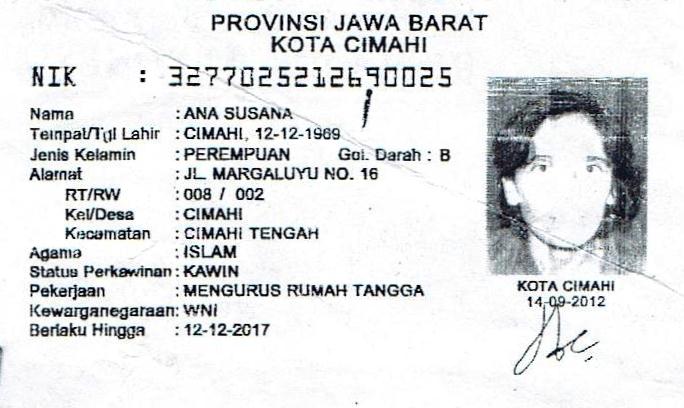 PROVINSI JAWA BARAT
KOTA CIMAHI
NIK : 3277025212690025
Nama : ANA SUSANA
Tempat/Tgl Lahir : CIMAHI, 12-12-1969
Jenis Kelamin : PEREMPUAN Gol. Darah : B
Alamat : JL. MARGALUYU NO. 16
RT/RW : 008 / 002
Kel/Desa : CIMAHI
Kecamatan : CIMAHI TENGAH
Agama : ISLAM
Status Perkawinan : KAWIN
Pekerjaan : MENGURUS RUMAH TANGGA
Kewarganegaraan : WNI
Berlaku Hingga : 12-12-2017
KOTA CIMAHI
14-09-2012